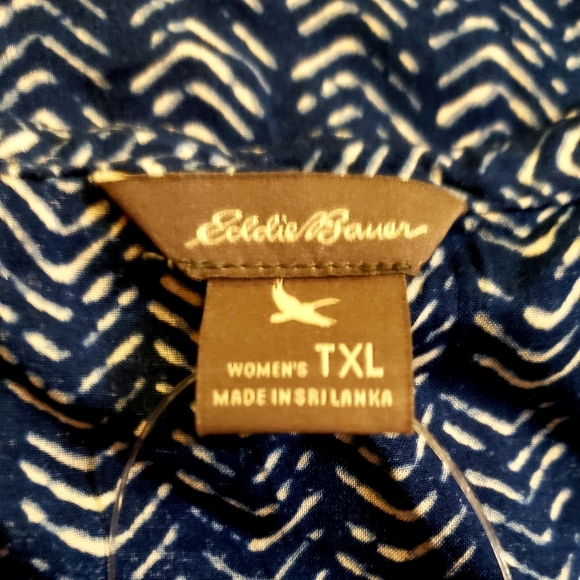 Eddie Bauer
WOMEN'S TXL
MADE IN SRI LANKA